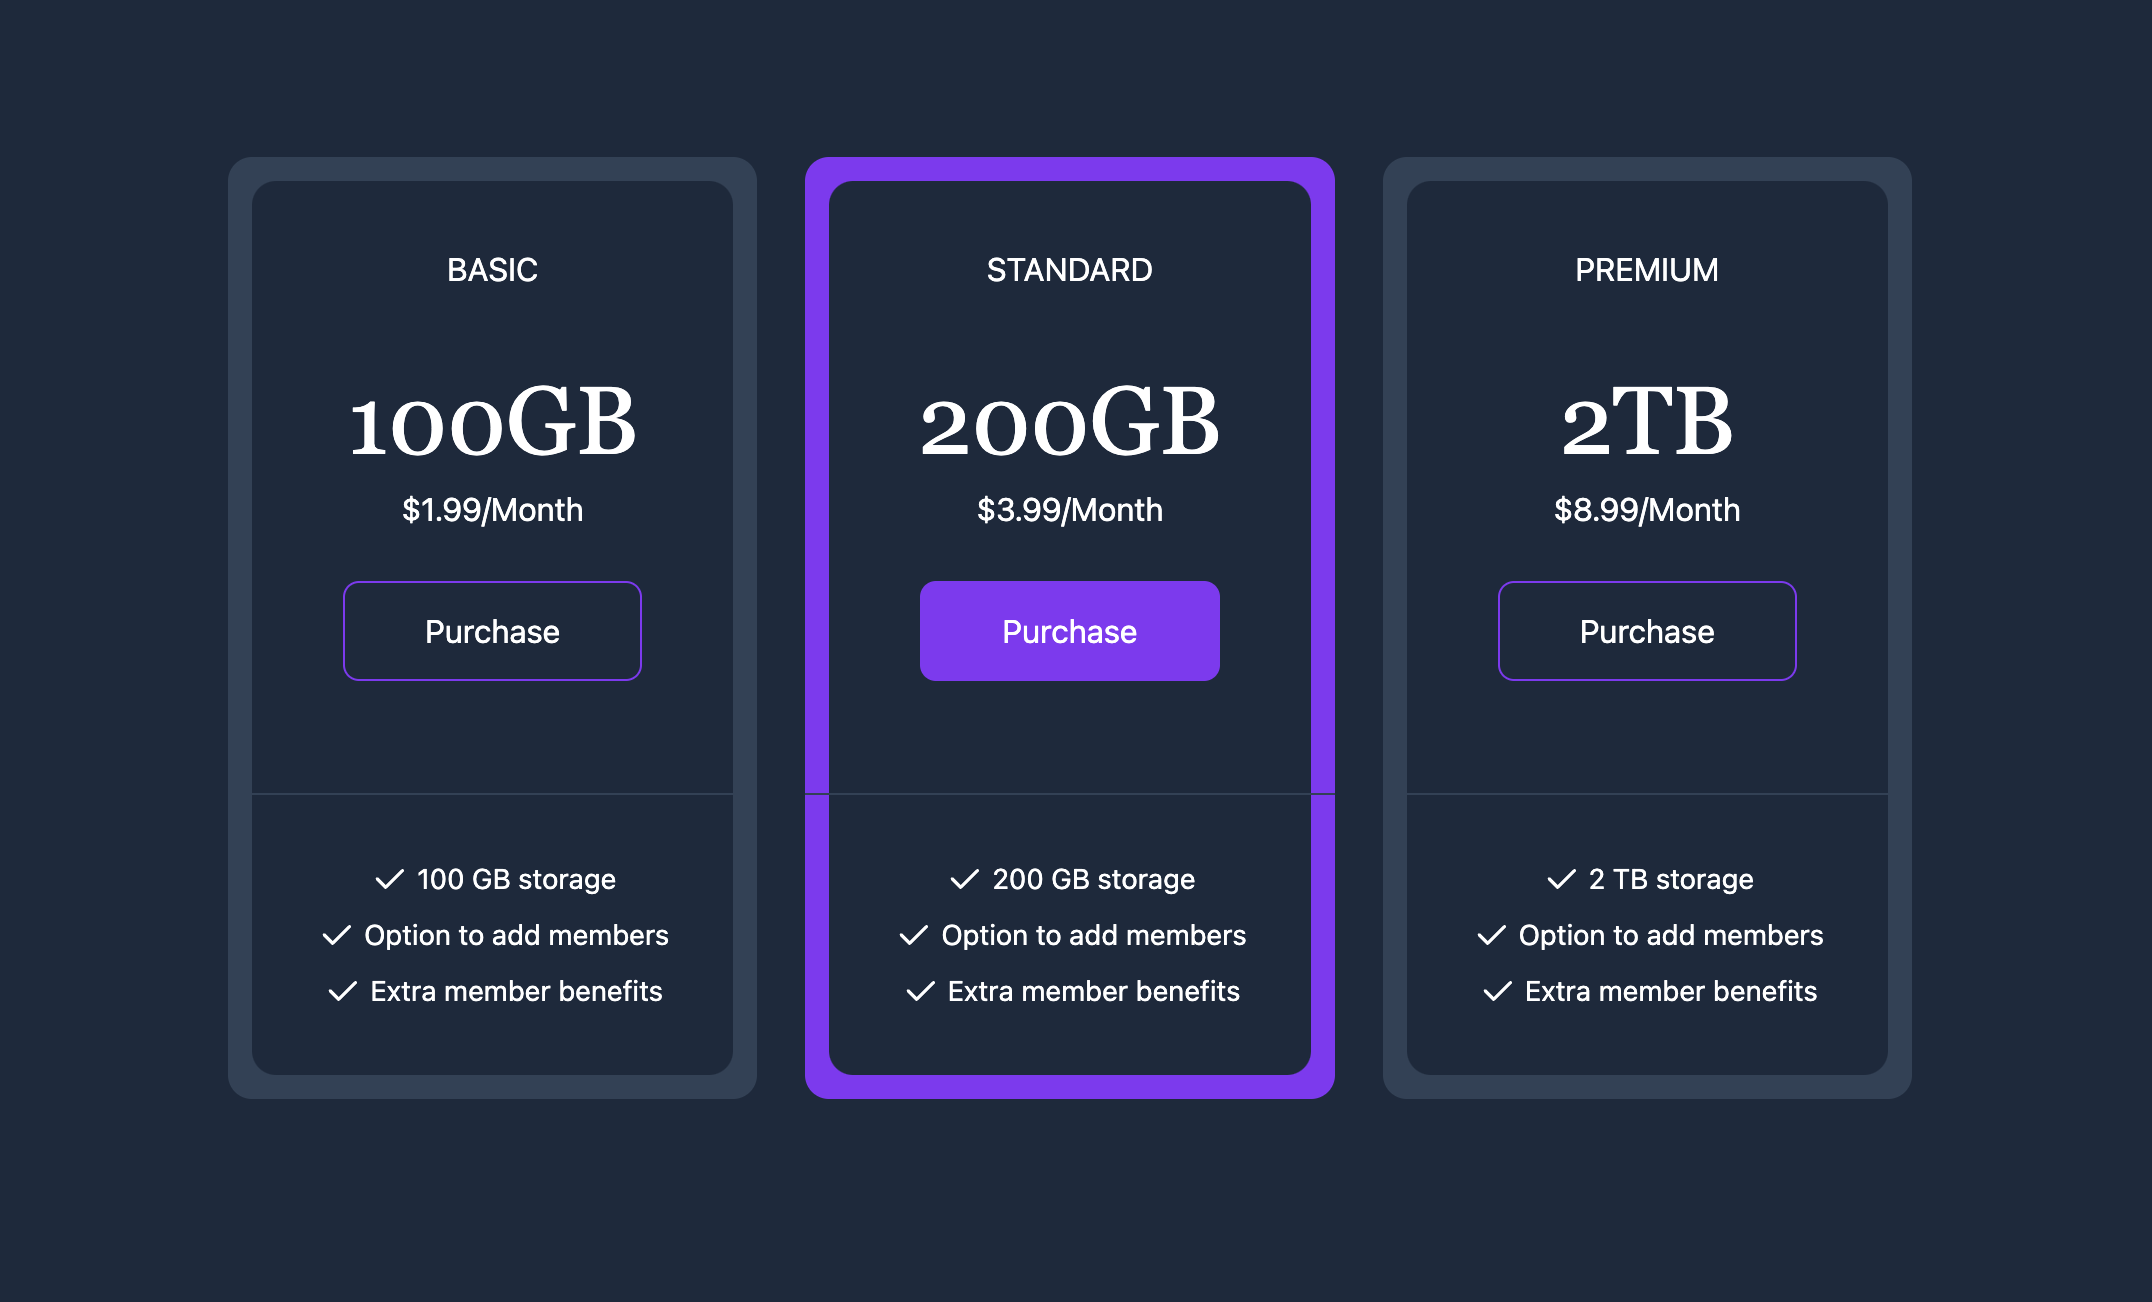 BASIC
100GB
$1.99/Month
Purchase
100 GB storage
Option to add members
Extra member benefits
STANDARD
200GB
$3.99/Month
Purchase
200 GB storage
Option to add members
Extra member benefits
PREMIUM
2TB
$8.99/Month
Purchase
2 TB storage
Option to add members
Extra member benefits